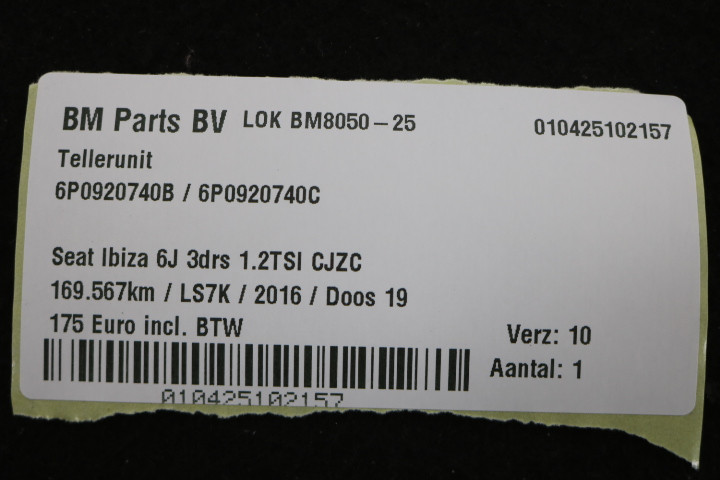 BM Parts BV LOK BM8050-25 010425102157
Tellerunit
6P0920740B / 6P0920740C
Seat Ibiza 6J 3drs 1.2TSI CJZC
169.567km / LS7K / 2016 / Doos 19
175 Euro incl. BTW Verz: 10
Aantal: 1
010425102157